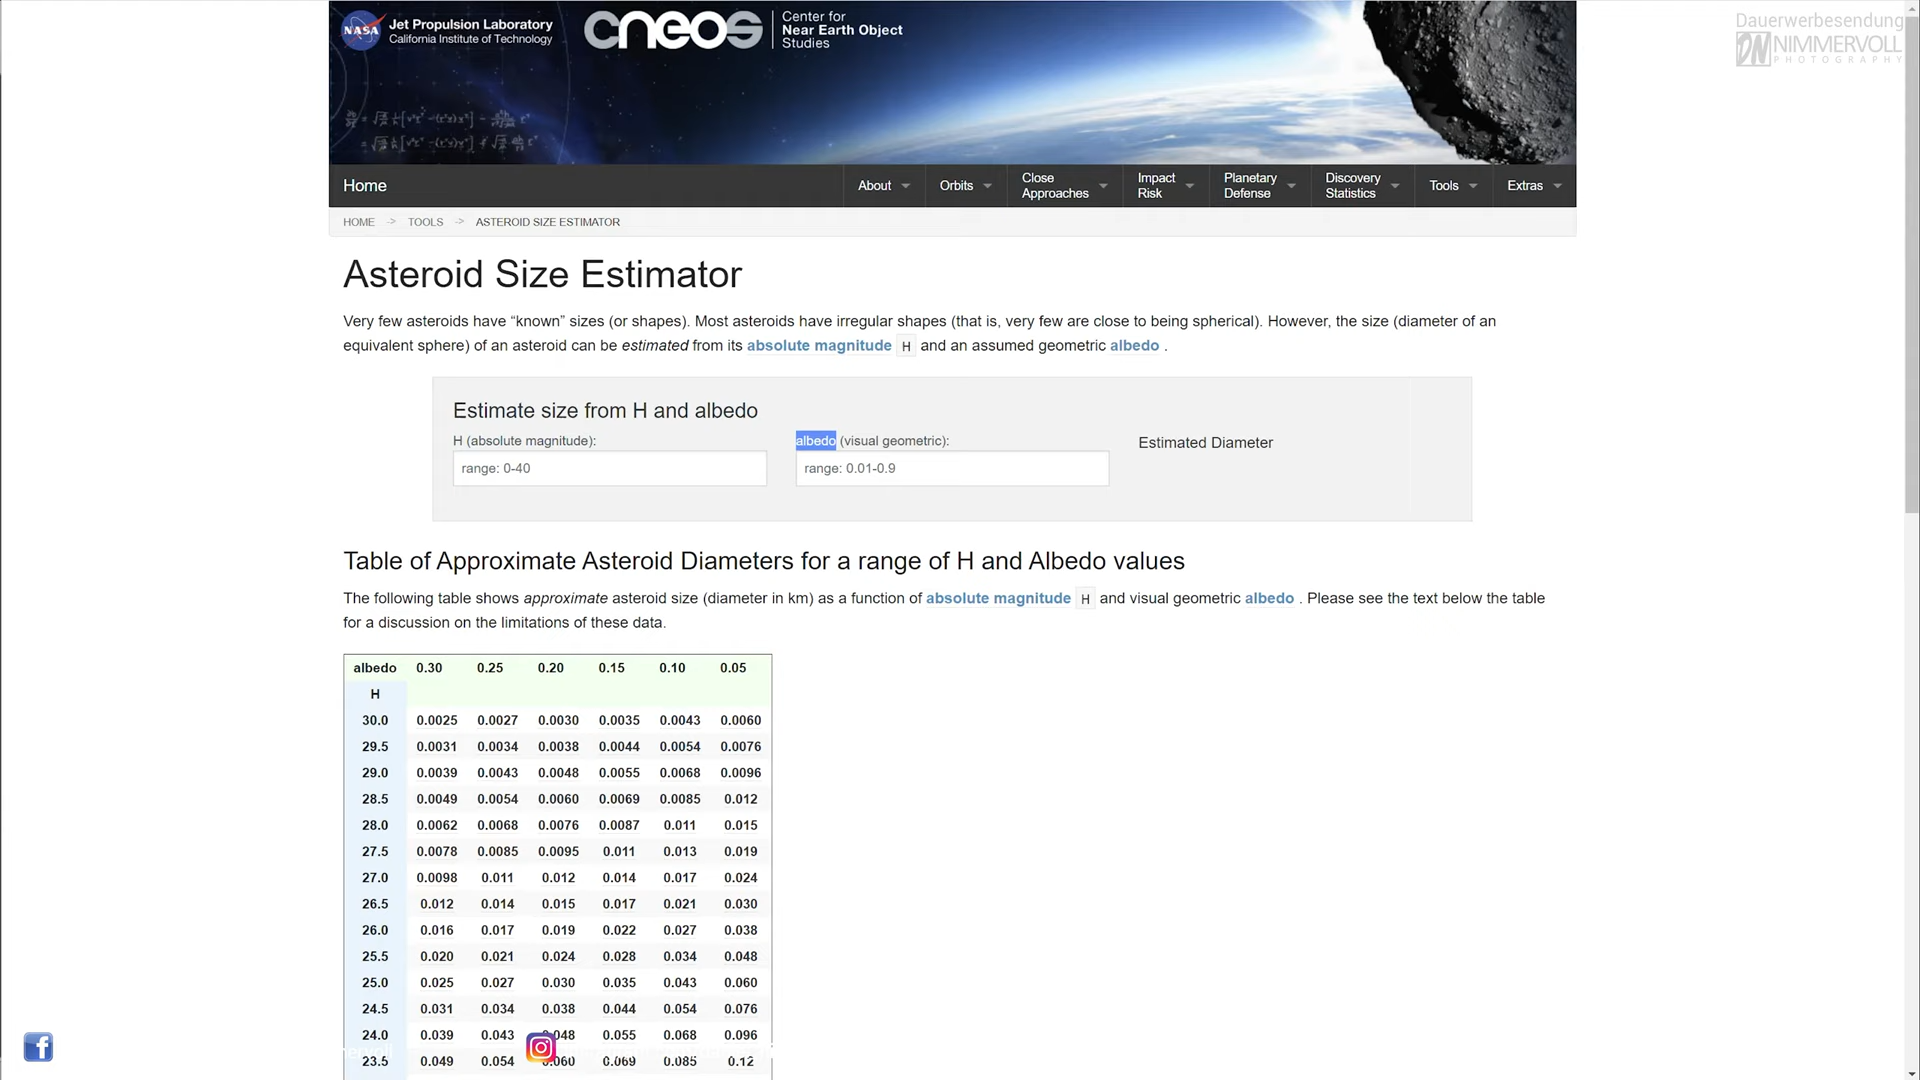 Jet Propulsion Laboratory
California Institute of Technology
NASA
cneos
Center for
Near Earth Object
Studies
Dauerwerbesendung
DN NIMMERVOLL
PHOTOGRAPHY
Home
About
Orbits
Close
Approaches
Impact
Risk
Planetary
Defense
Discovery
Statistics
Tools
Extras
HOME -> TOOLS -> ASTEROID SIZE ESTIMATOR
Asteroid Size Estimator
Very few asteroids have “known” sizes (or shapes). Most asteroids have irregular shapes (that is, very few are close to being spherical). However, the size (diameter of an
equivalent sphere) of an asteroid can be estimated from its absolute magnitude H and an assumed geometric albedo .
Estimate size from H and albedo
H (absolute magnitude):
range: 0-40
albedo (visual geometric):
range: 0.01-0.9
Estimated Diameter
Table of Approximate Asteroid Diameters for a range of H and Albedo values
The following table shows approximate asteroid size (diameter in km) as a function of absolute magnitude H and visual geometric albedo . Please see the text below the table
for a discussion on the limitations of these data.
albedo 0.30 0.25 0.20 0.15 0.10 0.05
H
30.0 0.0025 0.0027 0.0030 0.0035 0.0043 0.0060
29.5 0.0031 0.0034 0.0038 0.0044 0.0054 0.0076
29.0 0.0039 0.0043 0.0048 0.0055 0.0068 0.0096
28.5 0.0049 0.0054 0.0060 0.0069 0.0085 0.012
28.0 0.0062 0.0068 0.0076 0.0087 0.011 0.015
27.5 0.0078 0.0085 0.0095 0.011 0.013 0.019
27.0 0.0098 0.011 0.012 0.014 0.017 0.024
26.5 0.012 0.014 0.015 0.017 0.021 0.030
26.0 0.016 0.017 0.019 0.022 0.027 0.038
25.5 0.020 0.021 0.024 0.028 0.034 0.048
25.0 0.025 0.027 0.030 0.035 0.043 0.060
24.5 0.031 0.034 0.038 0.044 0.054 0.076
24.0 0.039 0.043 0.048 0.055 0.068 0.096
23.5 0.049 0.054 0.060 0.069 0.085 0.12